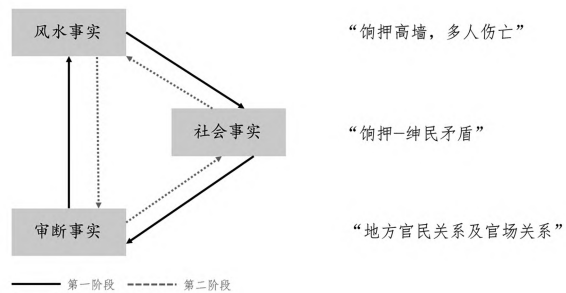 风水事实 “饷押高墙，多人伤亡”
社会事实 “饷押-绅民矛盾”
审断事实 “地方官民关系及官场关系”
第一阶段 第二阶段